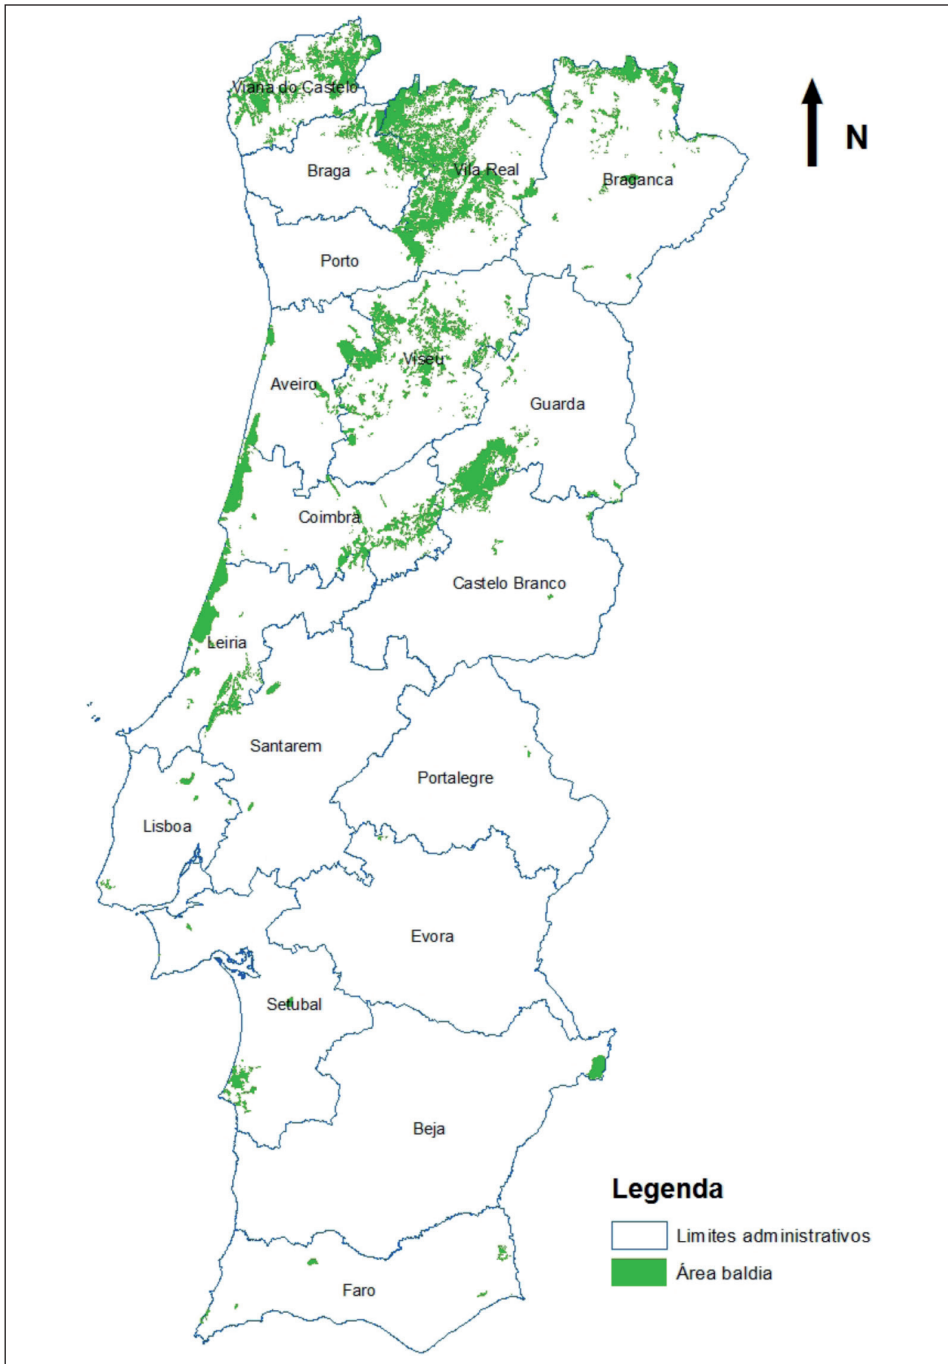 Viana do Castelo
N
Braga
Vila Real
Braganca
Porto
Viseu
Aveiro
Guarda
Coimbra
Castelo Branco
Leiria
Santarem
Portalegre
Lisboa
Evora
Setubal
Beja
Legenda
Limites administrativos
Área baldia
Faro